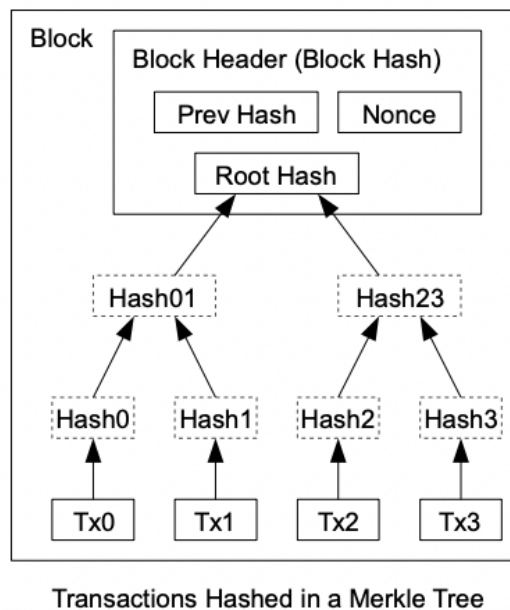 Block
Block Header (Block Hash)
Prev Hash
Nonce
Root Hash
Hash01
Hash23
Hash0
Hash1
Hash2
Hash3
Tx0
Tx1
Tx2
Tx3
Transactions Hashed in a Merkle Tree